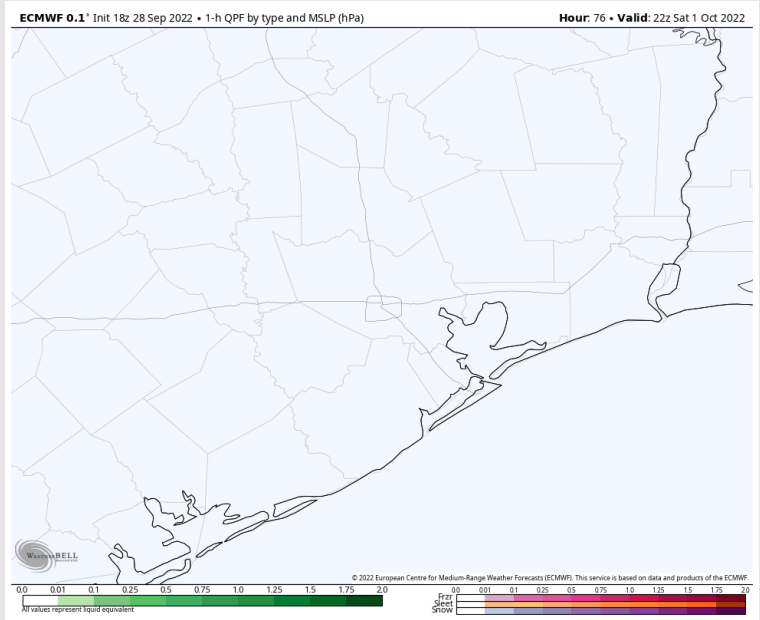 ECMWF 0.1° Init 18z 28 Sep 2022 • 1-h QPF by type and MSLP (hPa)
Hour: 76 • Valid: 22z Sat 1 Oct 2022
WEATHERBELL
© 2022 European Centre for Medium-Range Weather Forecasts (ECMWF). This service is based on data and products of the ECMWF.
0.0 0.01 0.1 0.25 0.5 0.75 1.0 1.25 1.5 1.75 2.0
All values represent liquid equivalent
0.0 0.01 0.1 0.25 0.5 0.75 1.0 1.25 1.5 1.75 2.0
Frzr
Sleet
Snow